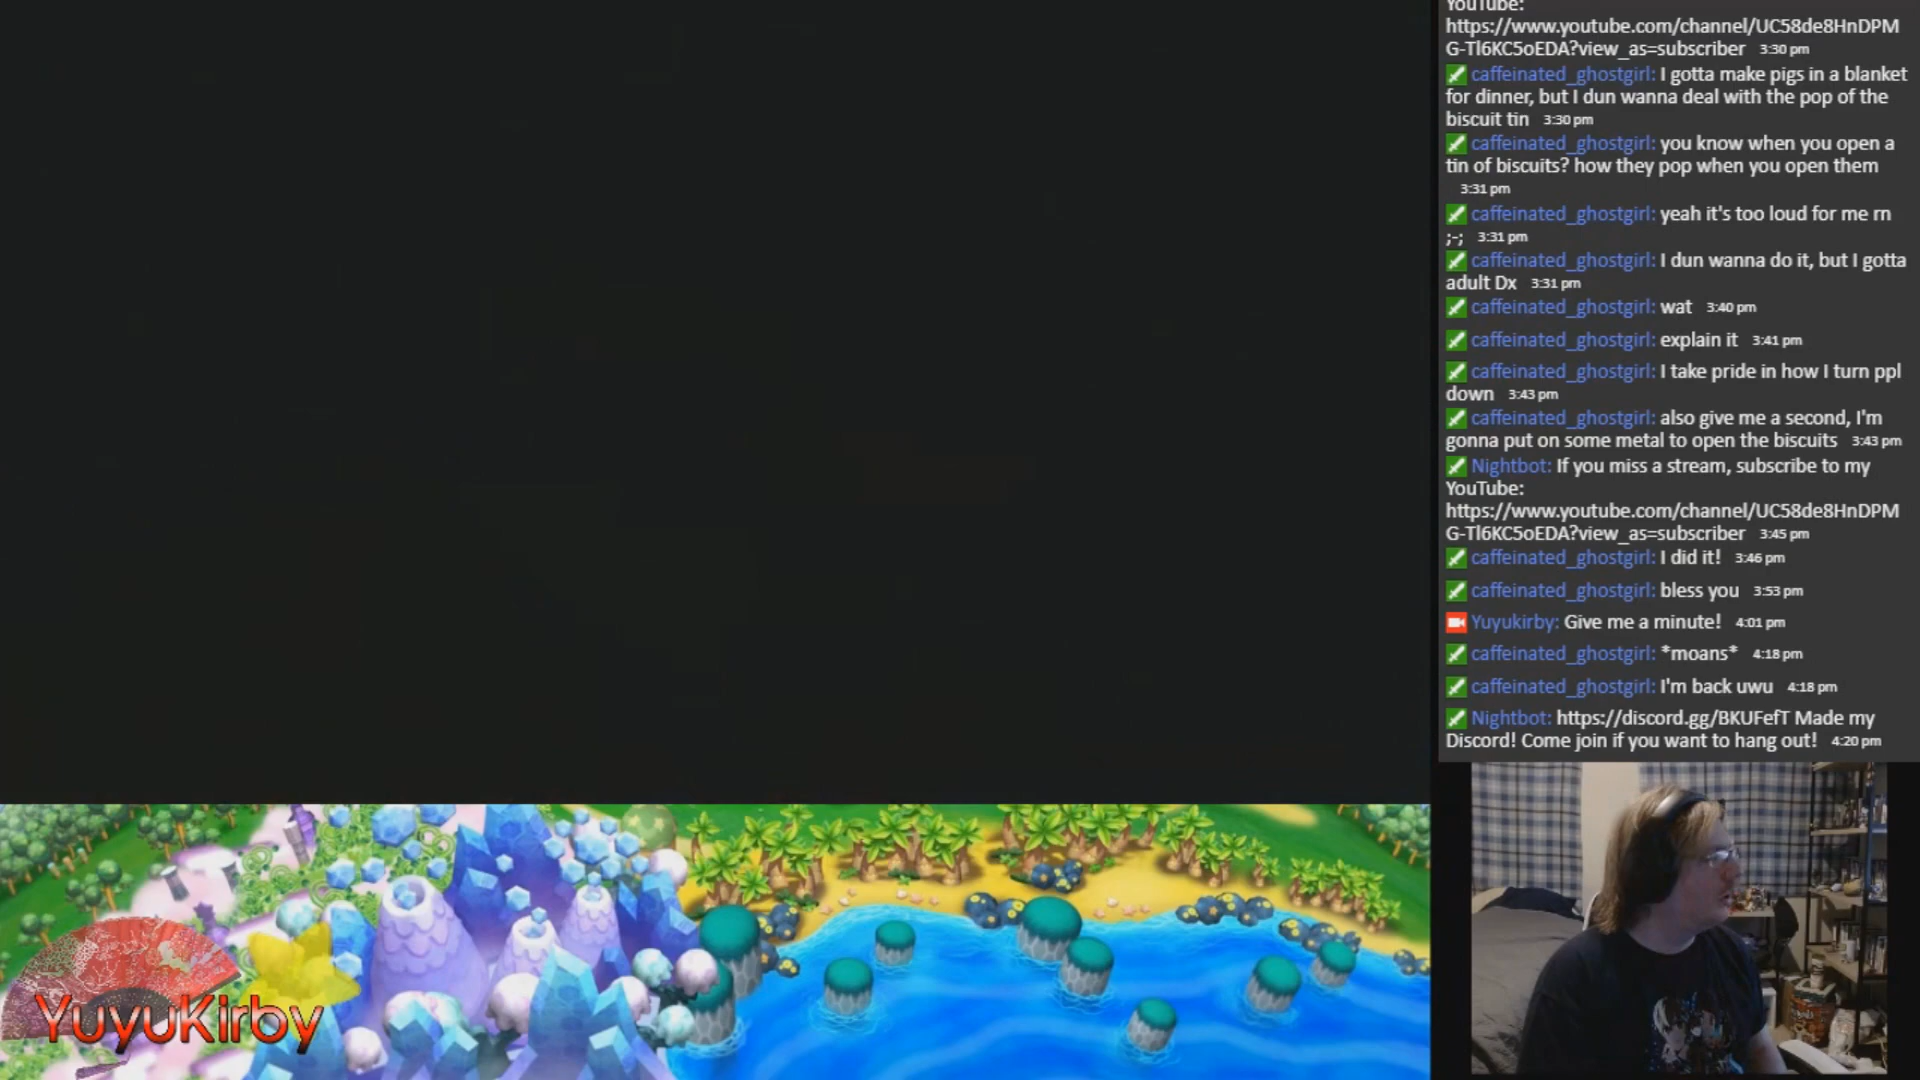 YouTube:
https://www.youtube.com/channel/UC58de8HnDPM
G-Tl6KC5oEDA?view_as=subscriber 3:30 pm
caffeinated_ghostgirl: I gotta make pigs in a blanket
for dinner, but I dun wanna deal with the pop of the
biscuit tin 3:30 pm
caffeinated_ghostgirl: you know when you open a
tin of biscuits? how they pop when you open them
3:31 pm
caffeinated_ghostgirl: yeah it's too loud for me rn
;-; 3:31 pm
caffeinated_ghostgirl: I dun wanna do it, but I gotta
adult Dx 3:31 pm
caffeinated_ghostgirl: wat 3:40 pm
caffeinated_ghostgirl: explain it 3:41 pm
caffeinated_ghostgirl: I take pride in how I turn ppl
down 3:43 pm
caffeinated_ghostgirl: also give me a second, I'm
gonna put on some metal to open the biscuits 3:43 pm
Nightbot: If you miss a stream, subscribe to my
YouTube:
https://www.youtube.com/channel/UC58de8HnDPM
G-Tl6KC5oEDA?view_as=subscriber 3:45 pm
caffeinated_ghostgirl: I did it! 3:46 pm
caffeinated_ghostgirl: bless you 3:53 pm
Yuyukirby: Give me a minute! 4:01 pm
caffeinated_ghostgirl: *moans* 4:18 pm
caffeinated_ghostgirl: I'm back uwu 4:18 pm
Nightbot: https://discord.gg/BKUFefT Made my
Discord! Come join if you want to hang out! 4:20 pm
YuyuKirby